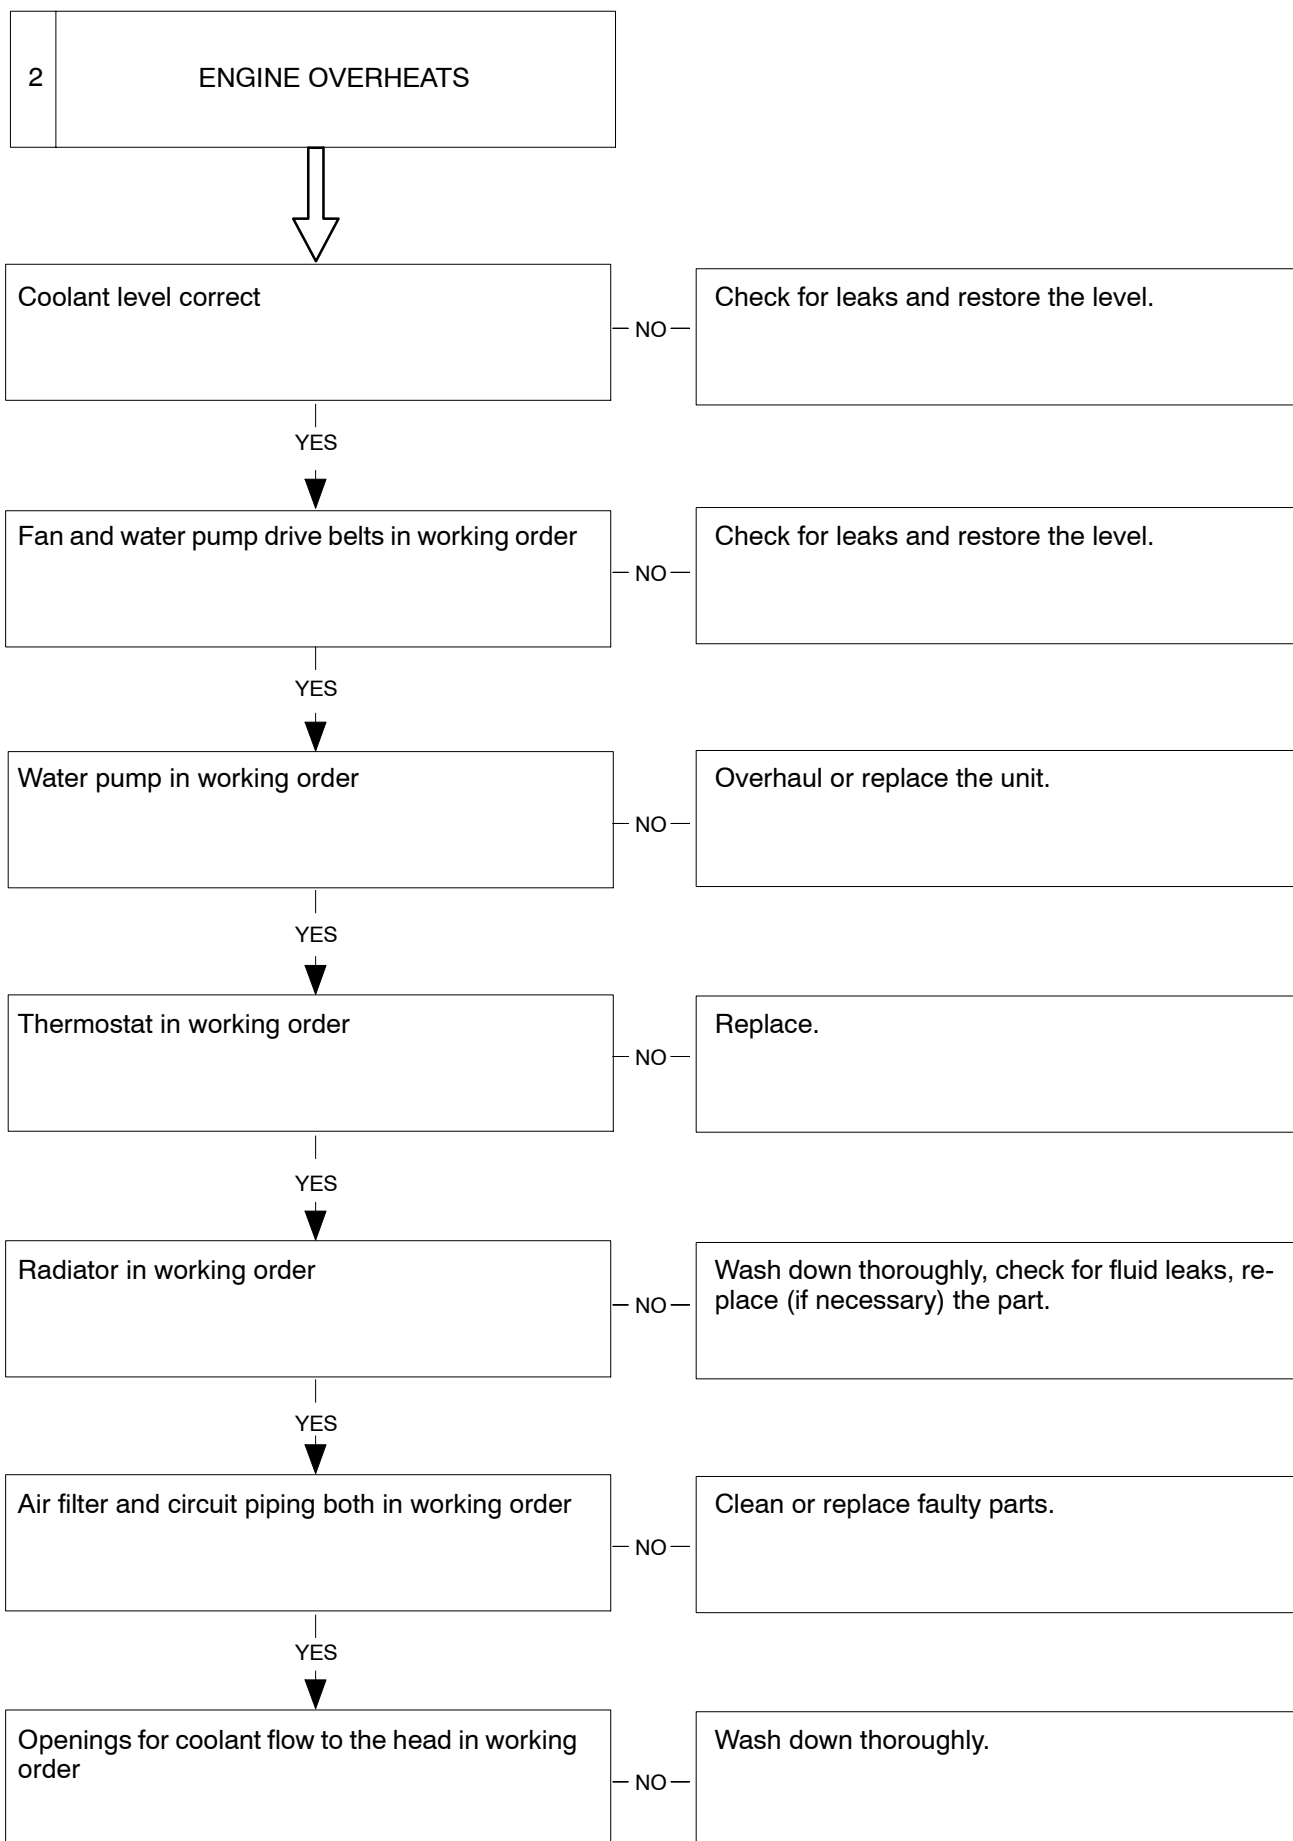 2
ENGINE OVERHEATS
Coolant level correct
NO
Check for leaks and restore the level.
YES
Fan and water pump drive belts in working order
NO
Check for leaks and restore the level.
YES
Water pump in working order
NO
Overhaul or replace the unit.
YES
Thermostat in working order
NO
Replace.
YES
Radiator in working order
NO
Wash down thoroughly, check for fluid leaks, re-
place (if necessary) the part.
YES
Air filter and circuit piping both in working order
NO
Clean or replace faulty parts.
YES
Openings for coolant flow to the head in working
order
NO
Wash down thoroughly.